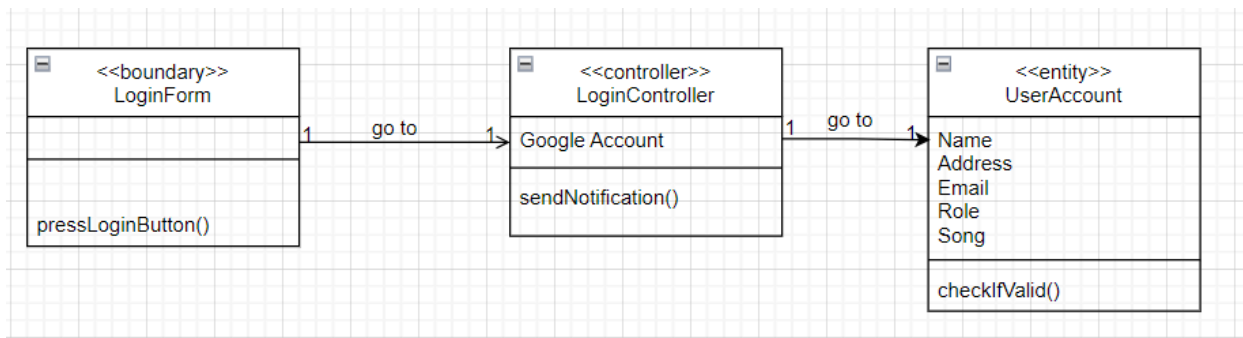 <<boundary>>
LoginForm
pressLoginButton()
1
go to
1
<<controller>>
LoginController
Google Account
sendNotification()
1
go to
1
<<entity>>
UserAccount
Name
Address
Email
Role
Song
checkIfValid()